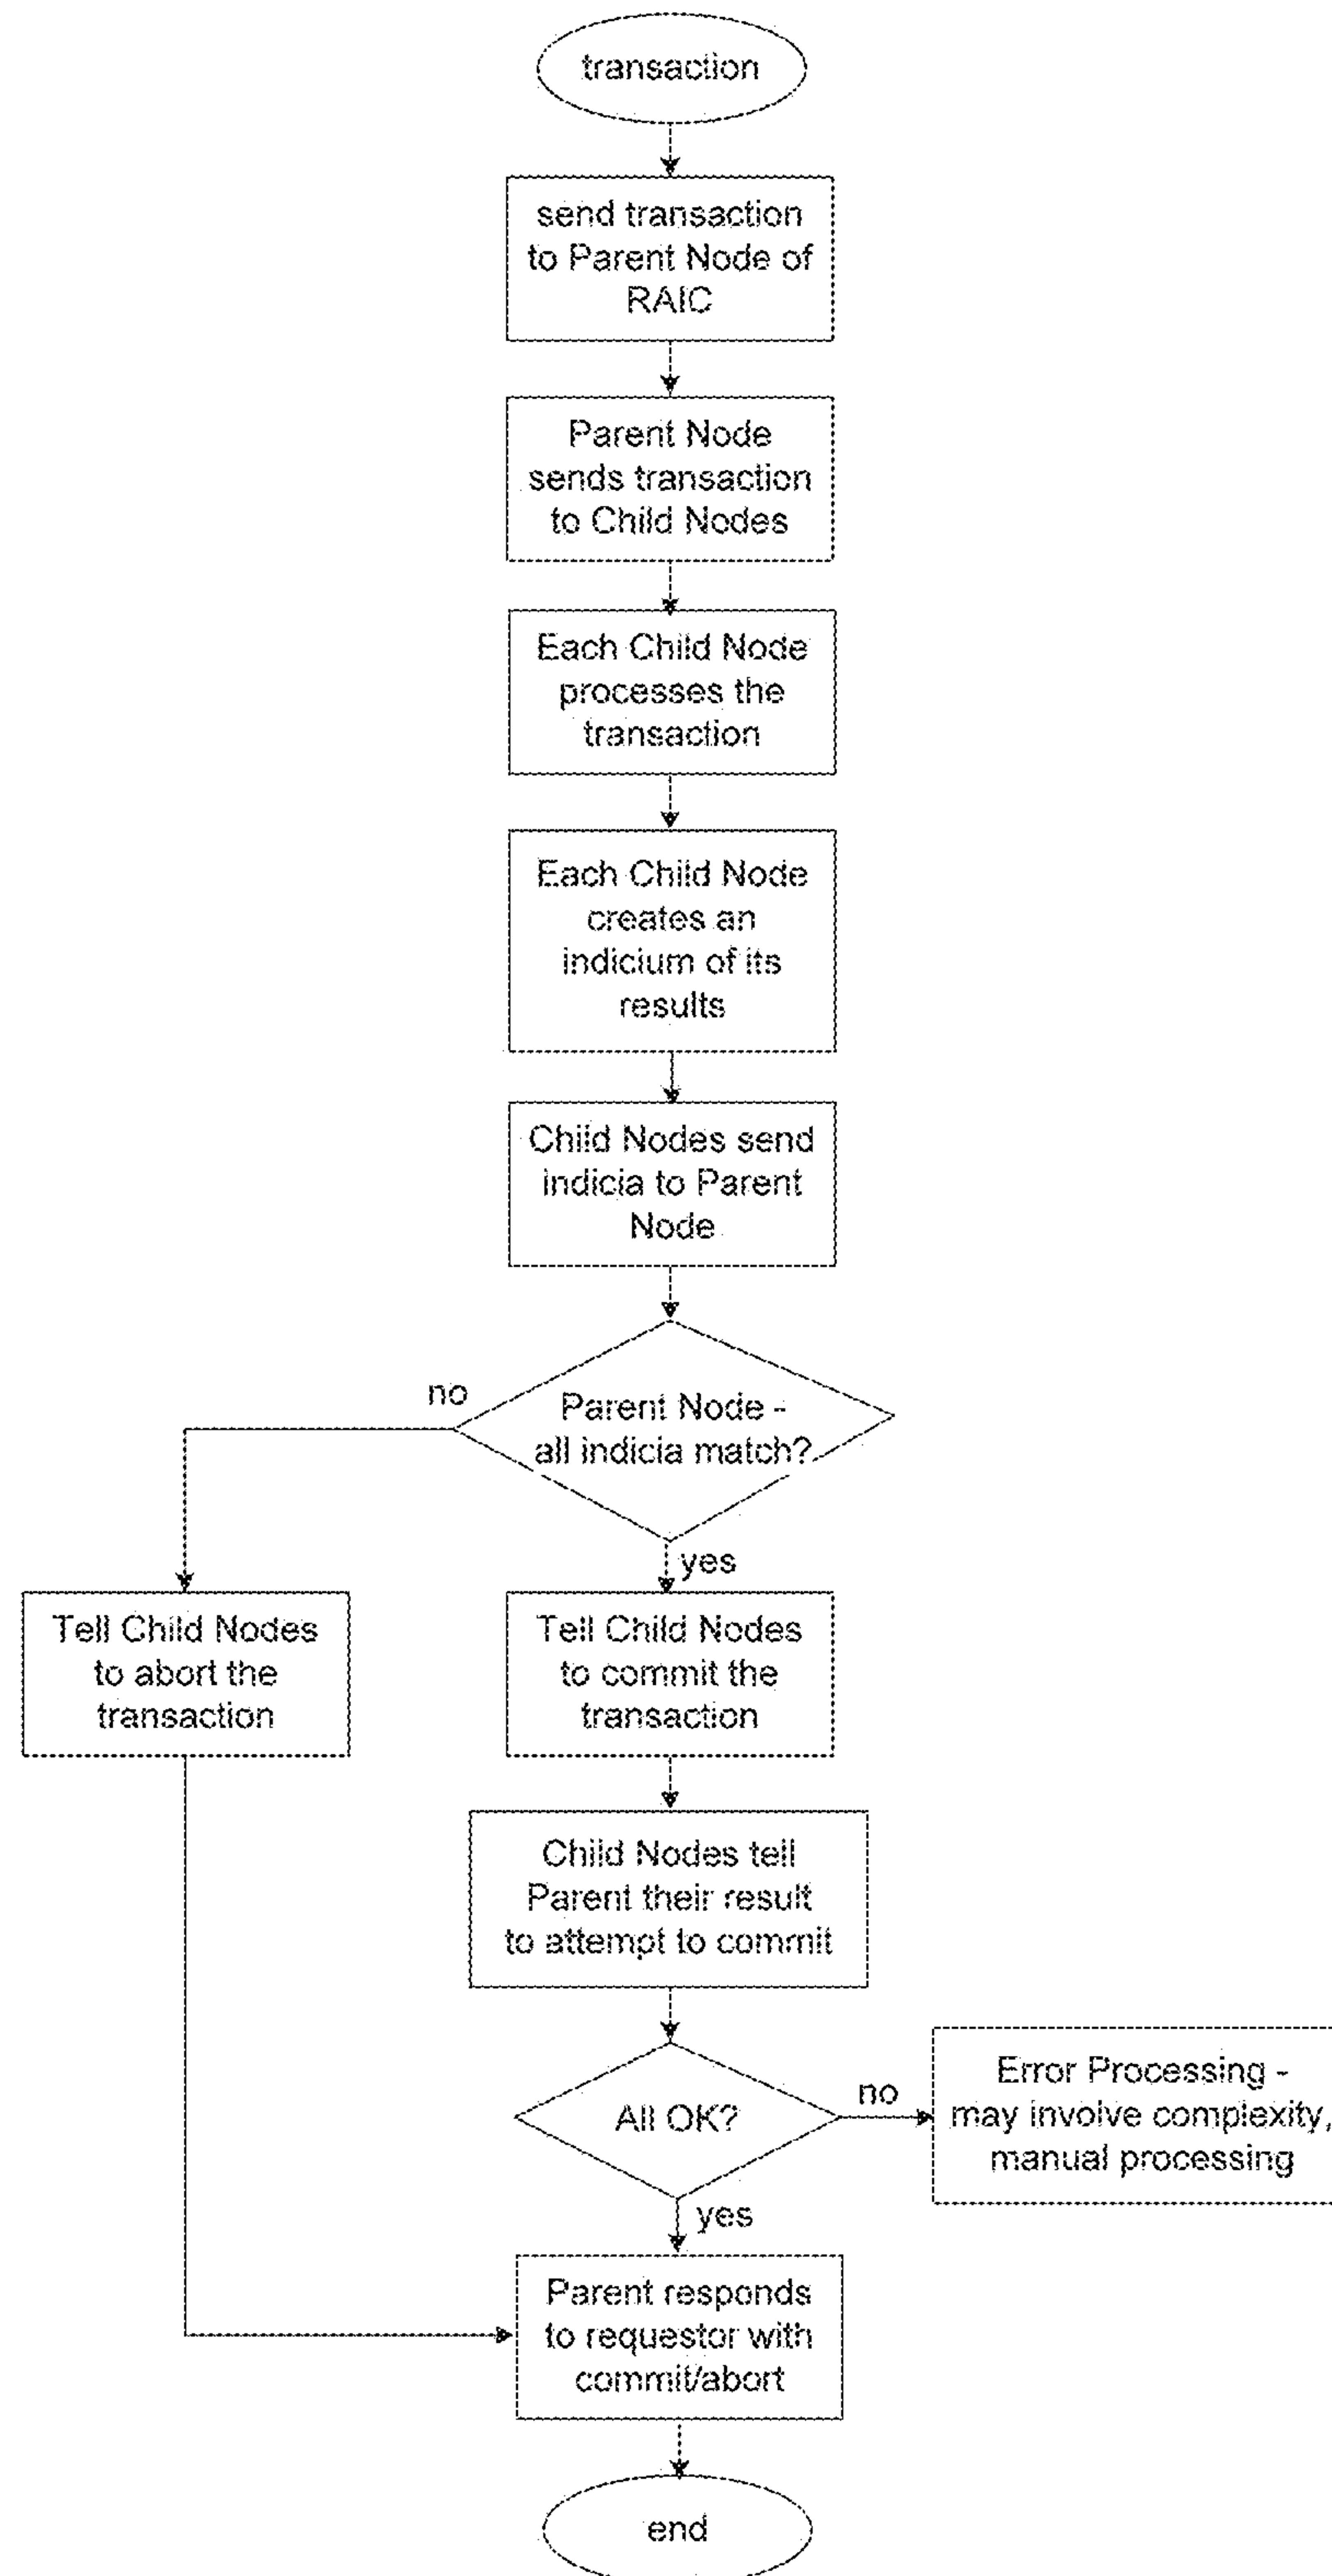 transaction
send transaction
to Parent Node of
RAIC
Parent Node
sends transaction
to Child Nodes
Each Child Node
processes the
transaction
Each Child Node
creates an
indicium of its
results
Child Nodes send
indicia to Parent
Node
no
Parent Node -
all indicia match?
yes
Tell Child Nodes
to abort the
transaction
Tell Child Nodes
to commit the
transaction
Child Nodes tell
Parent their result
to attempt to commit
All OK?
no
Error Processing -
may involve complexity,
manual processing
yes
Parent responds
to requestor with
commit/abort
end